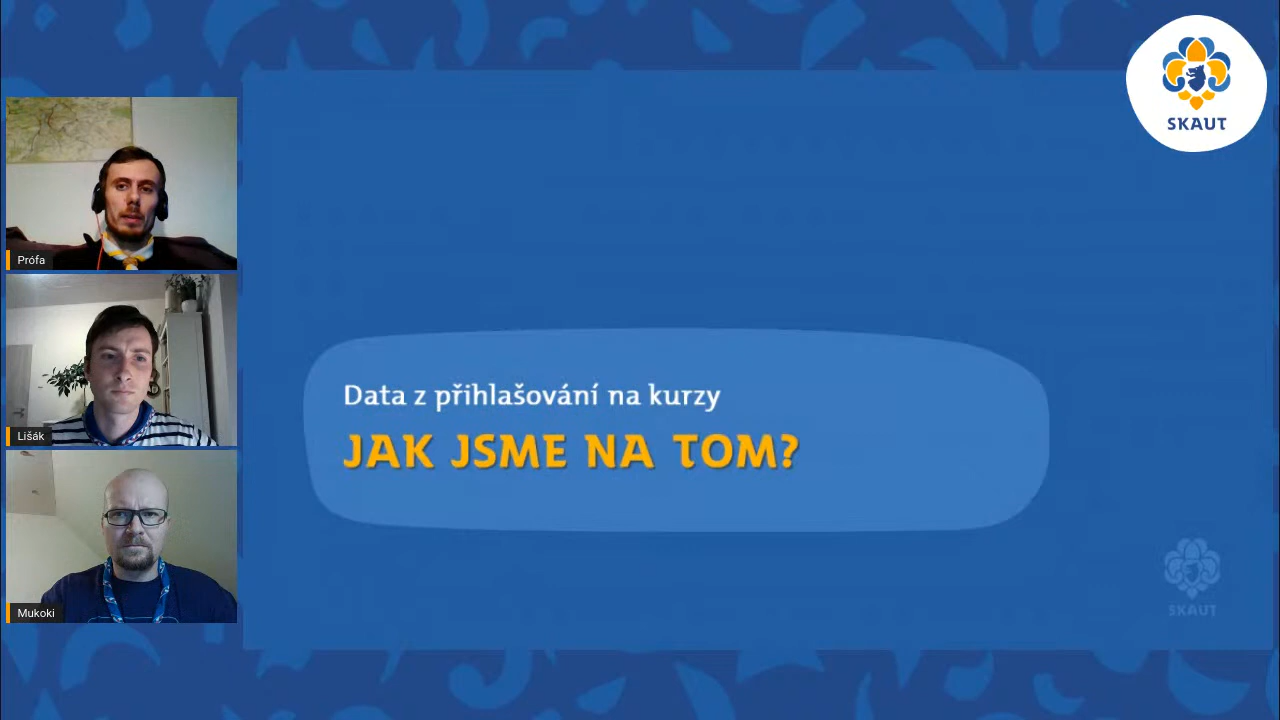 SKAUT
Prófa
Lišák
Mukoki
Data z přihlašování na kurzy
JAK JSME NA TOM?
SKAUT